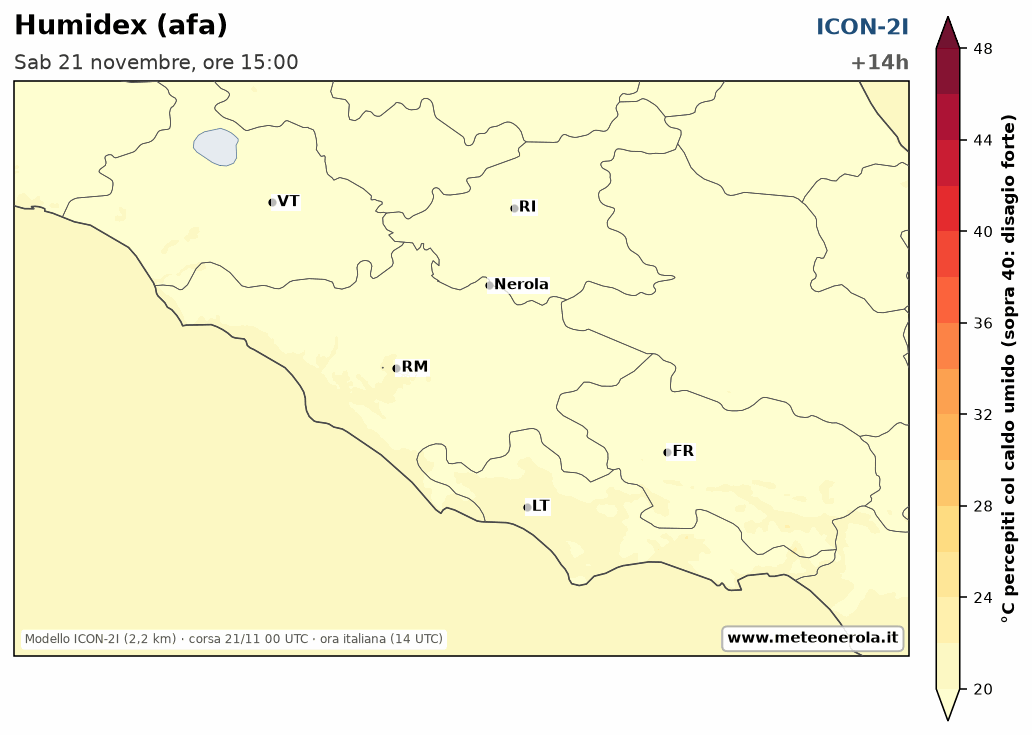 Humidex (afa)
ICON-2I
Sab 21 novembre, ore 15:00
+14h
VT
RI
Nerola
RM
FR
LT
Modello ICON-2I (2,2 km) · corsa 21/11 00 UTC · ora italiana (14 UTC)
www.meteonerola.it
48
44
40
36
32
28
24
20
°C percepiti col caldo umido (sopra 40: disagio forte)